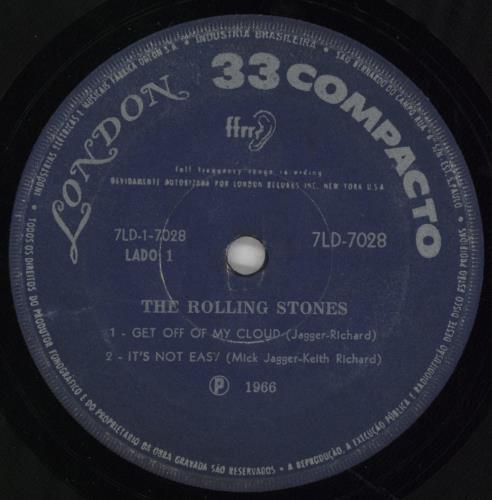 INDÚSTRIAS ELÉTRICAS E MUSICAIS FÁBRICA ODEON S.A. • INDÚSTRIA BRASILEIRA • SÃO BERNARDO DO CAMPO
LONDON
33 COMPACTO
ffrr
full frequency range recording
DEVIDAMENTE AUTORIZADA POR LONDON RECORDS INC. NEW YORK U.S.A
7LD-1-7028
7LD-7028
LADO 1
THE ROLLING STONES
1 - GET OFF OF MY CLOUD (Jagger-Richard)
2 - IT'S NOT EASY (Mick Jagger-Keith Richard)
Ⓟ 1966
• TODOS OS DIREITOS DO PRODUTOR FONOGRÁFICO E DO PROPRIETÁRIO DA OBRA GRAVADA SÃO RESERVADOS • A REPRODUÇÃO, A EXECUÇÃO PÚBLICA E RADIODIFUSÃO DESTE DISCO ESTÃO PROIBIDAS